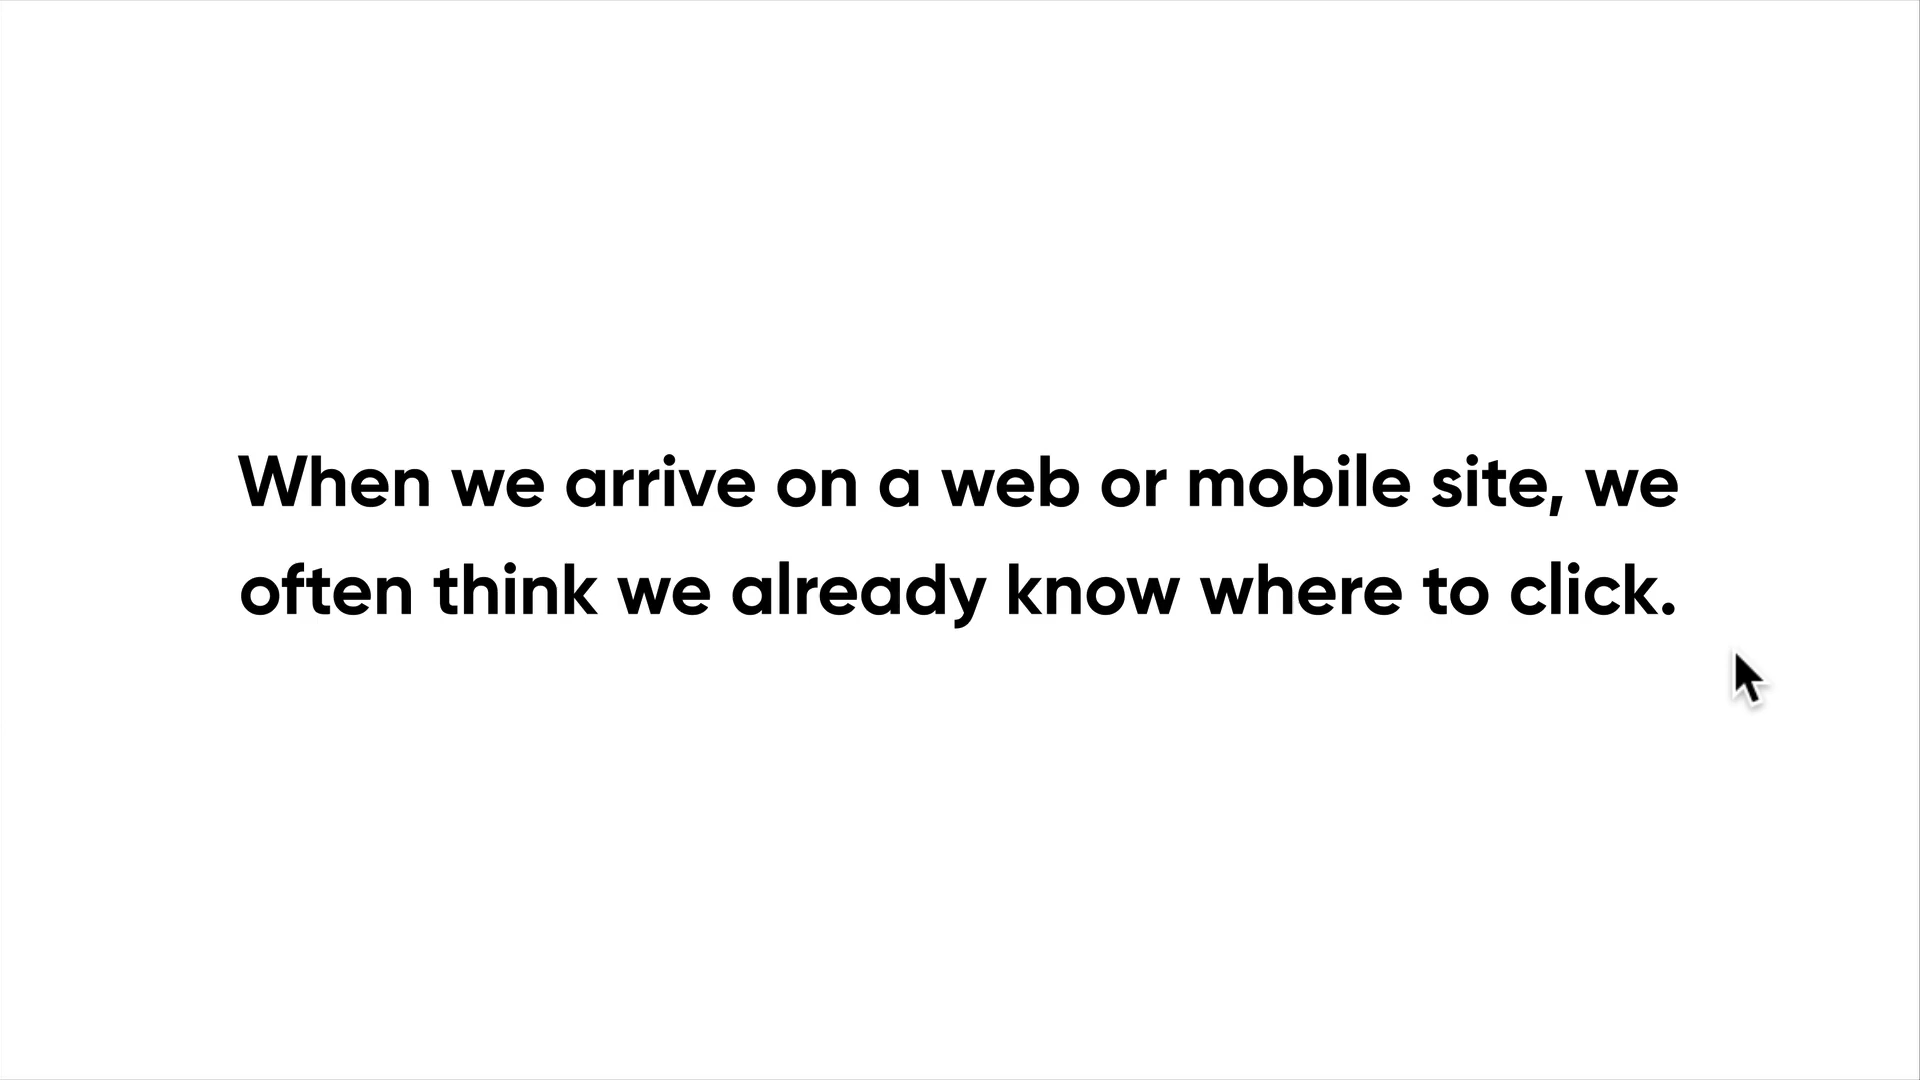 When we arrive on a web or mobile site, we
often think we already know where to click.